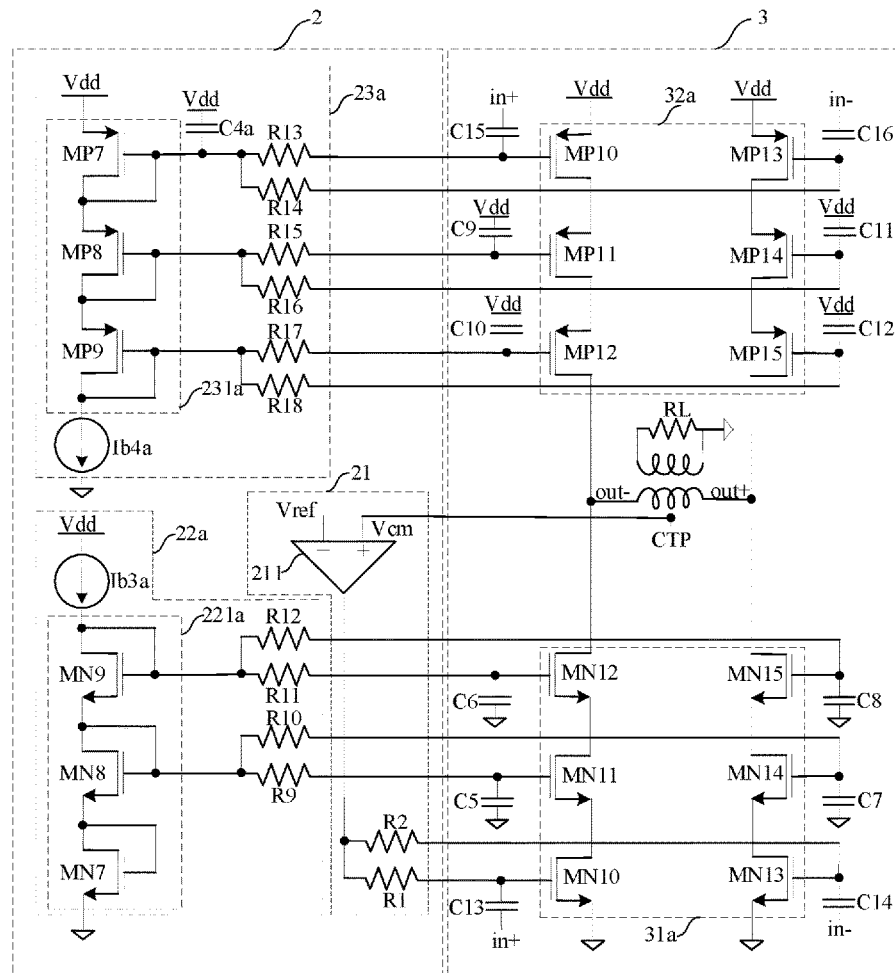 2
3
Vdd
Vdd
23a
in+
Vdd
32a
Vdd
in-
C4a
R13
C15
C16
MP7
MP10
MP13
R14
R15
Vdd
Vdd
C9
C11
MP8
MP11
MP14
R16
R17
Vdd
Vdd
C10
C12
MP9
MP12
MP15
R18
231a
Ib4a
RL
21
out-
out+
Vref
Vcm
CTP
Vdd
22a
- +
211
Ib3a
221a
R12
MN9
R11
MN12
MN15
C6
C8
R10
MN8
R9
MN11
MN14
C5
C7
R2
MN7
R1
MN10
MN13
C13
C14
in+
31a
in-